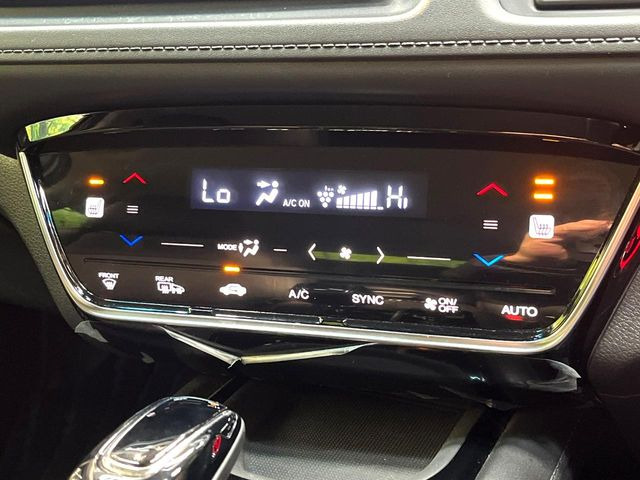 Lo A/C ON Hi
MODE
FRONT REAR A/C SYNC ON/OFF AUTO